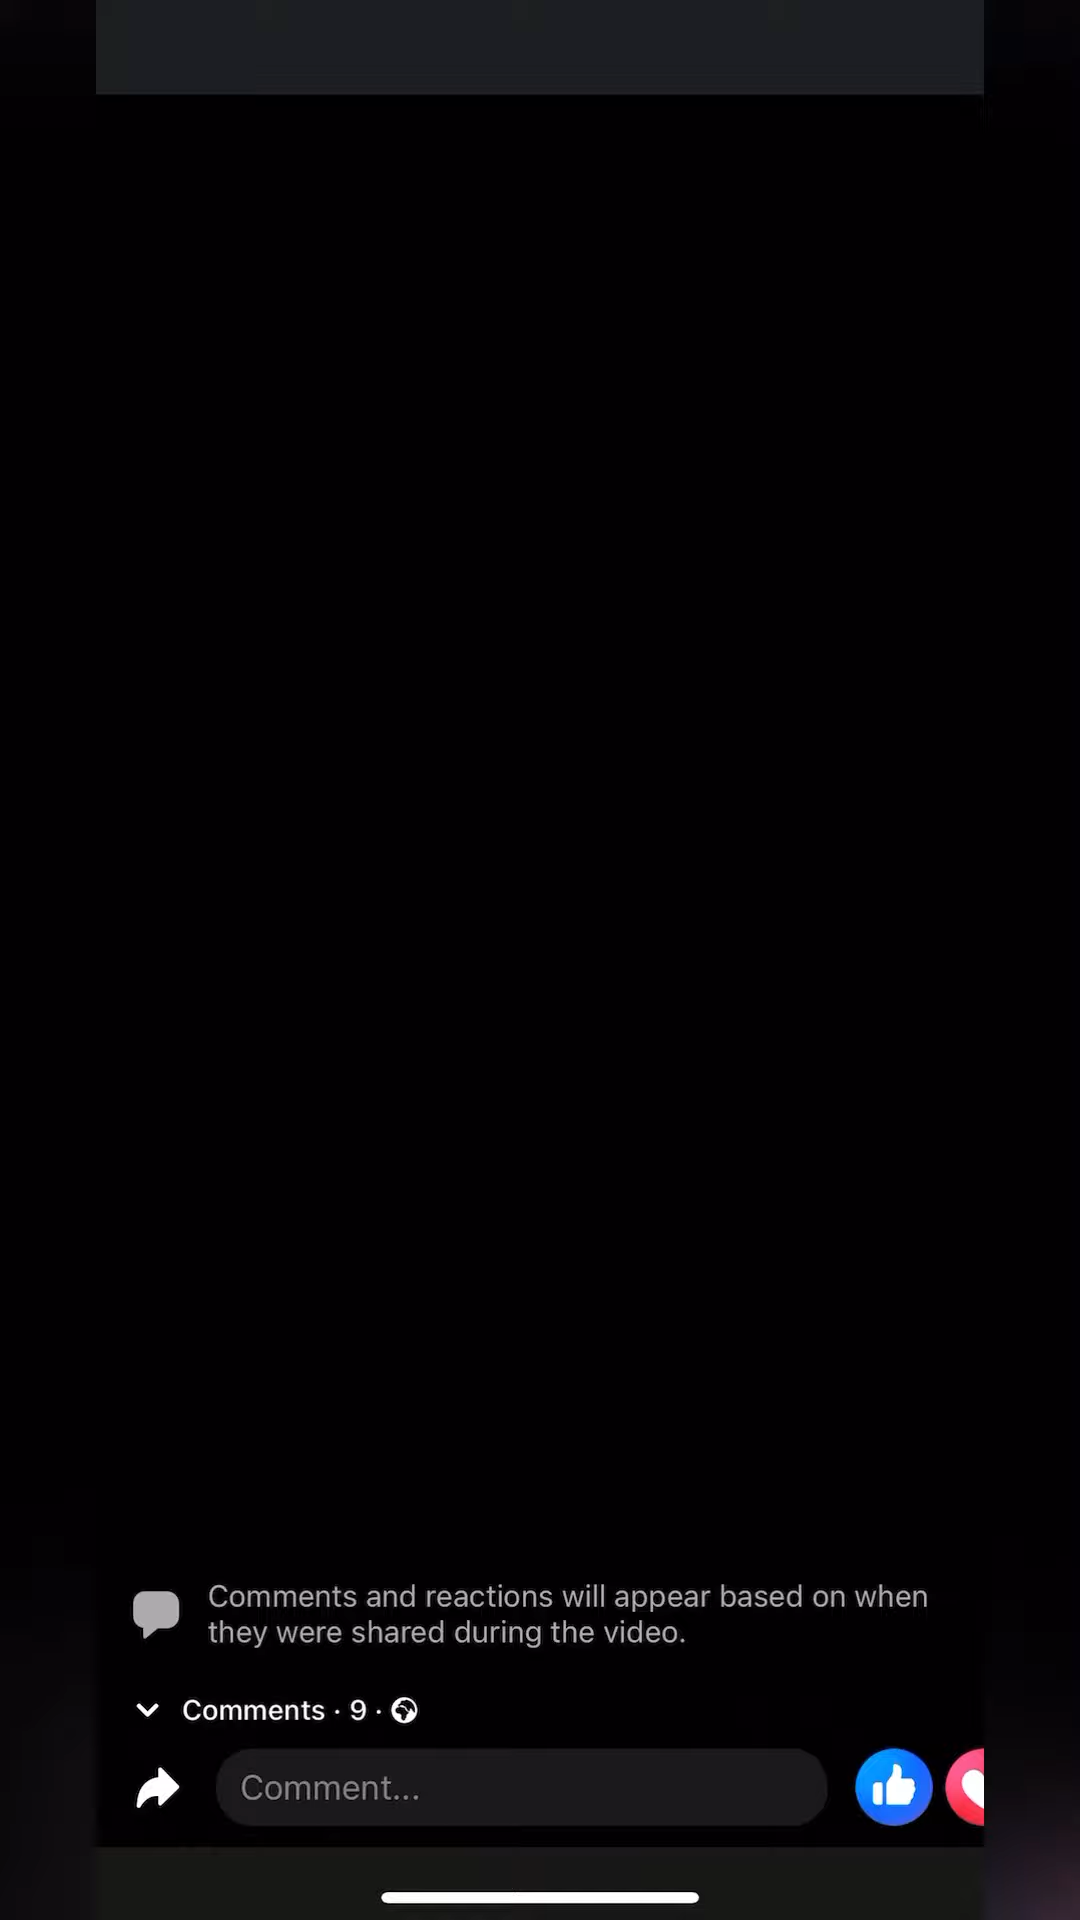 Comments and reactions will appear based on when
they were shared during the video.
Comments · 9 ·
Comment...